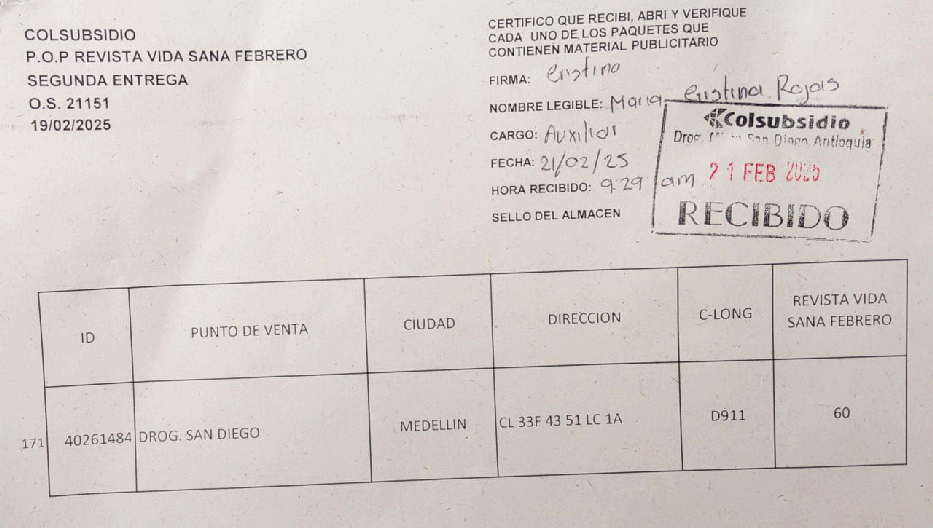 COLSUBSIDIO
P.O.P REVISTA VIDA SANA FEBRERO
SEGUNDA ENTREGA
O.S. 21151
19/02/2025
CERTIFICO QUE RECIBI, ABRI Y VERIFIQUE
CADA UNO DE LOS PAQUETES QUE
CONTIENEN MATERIAL PUBLICITARIO
FIRMA: Cristina
NOMBRE LEGIBLE: Maria Cristina Rojas
CARGO: Auxiliar
FECHA: 21/02/25
HORA RECIBIDO: 9:29 am
SELLO DEL ALMACEN
Colsubsidio
Drog. San Diego Antioquia
21 FEB 2025
RECIBIDO
ID PUNTO DE VENTA CIUDAD DIRECCION C-LONG REVISTA VIDA
SANA FEBRERO
171 40261484 DROG. SAN DIEGO MEDELLIN CL 33F 43 51 LC 1A D911 60